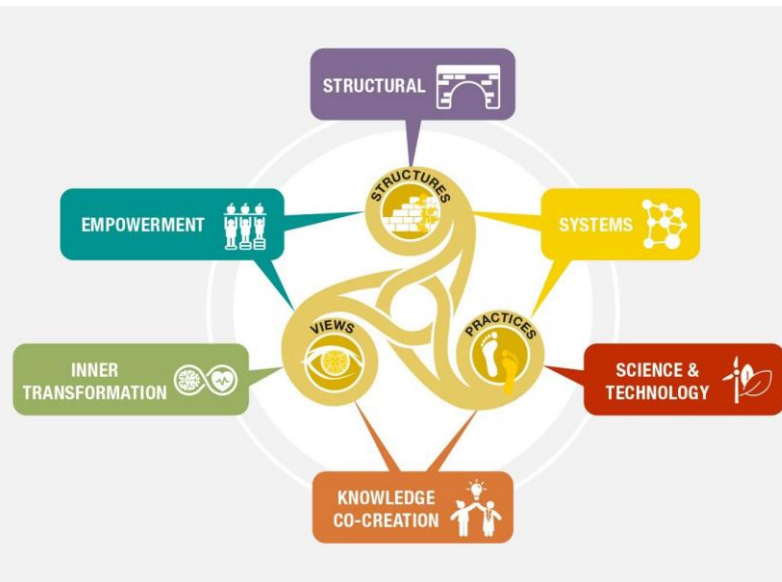 STRUCTURAL
STRUCTURES
EMPOWERMENT
SYSTEMS
VIEWS
PRACTICES
INNER
TRANSFORMATION
SCIENCE &
TECHNOLOGY
KNOWLEDGE
CO-CREATION